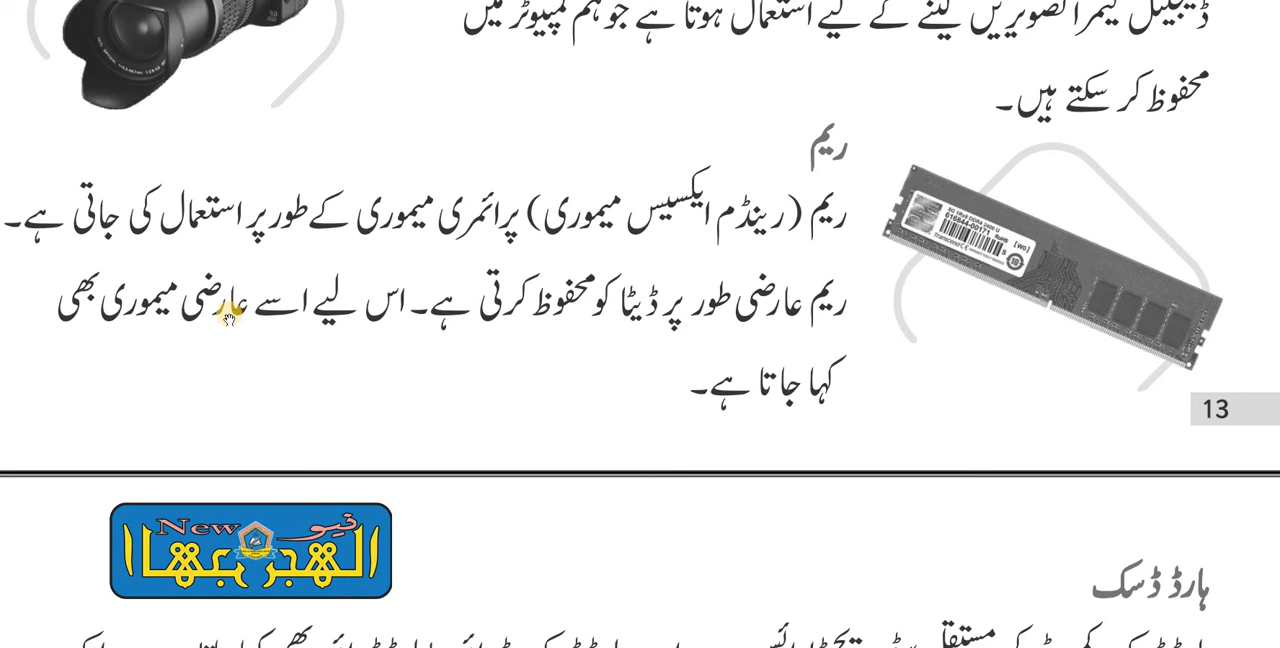 ڈیجیٹل کیمرا تصویریں لینے کے لیے استعمال ہوتا ہے جو ہم کمپیوٹر میں
محفوظ کر سکتے ہیں۔
ریم
ریم (رینڈم ایکسیس میموری) پرائمری میموری کے طور پر استعمال کی جاتی ہے۔
ریم عارضی طور پر ڈیٹا کو محفوظ کرتی ہے۔ اس لیے اسے عارضی میموری بھی
کہا جاتا ہے۔
616844-00171
13
New نیو
ہارڈ ڈسک